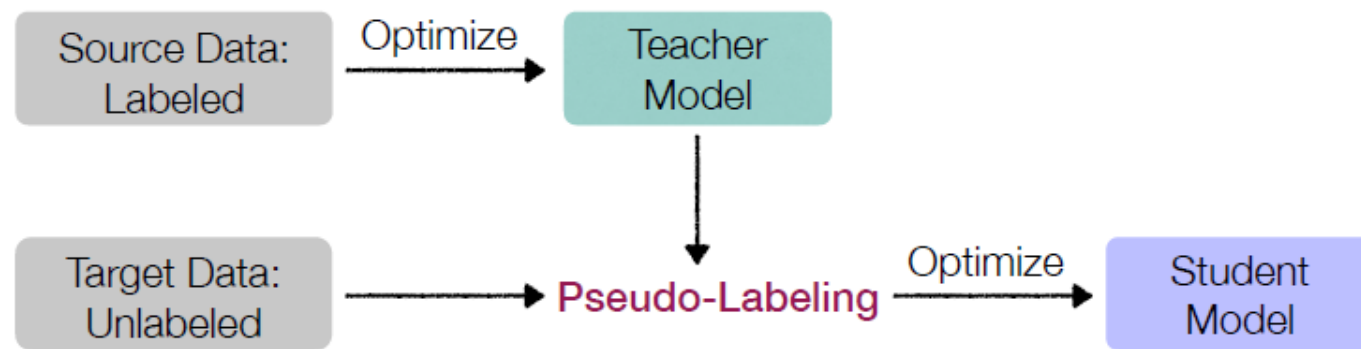 Source Data:
Labeled
Optimize
Teacher
Model
Target Data:
Unlabeled
Pseudo-Labeling
Optimize
Student
Model